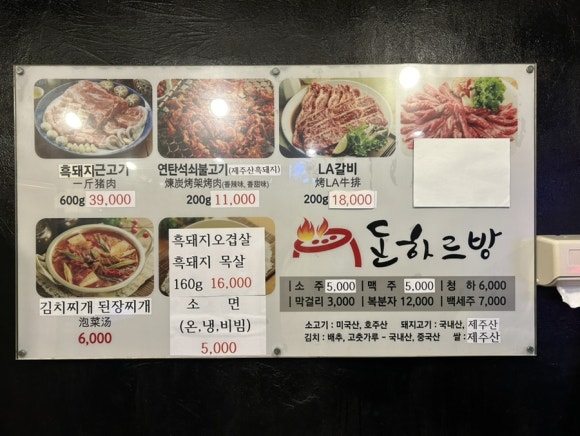 흑돼지근고기
一斤猪肉
600g 39,000
연탄석쇠불고기(제주산흑돼지)
煉炭烤架烤肉(香辣味, 香甜味)
200g 11,000
LA갈비
烤LA牛排
200g 18,000
김치찌개 된장찌개
泡菜汤
6,000
흑돼지오겹살
흑돼지 목살
160g 16,000
소 면
(온,냉,비빔)
5,000
돈하르방
|소 주 5,000 |맥 주 5,000 |청 하 6,000
|막걸리 3,000 |복분자 12,000 |백세주 7,000
소고기 : 미국산, 호주산 돼지고기 : 국내산, 제주산
김치 : 배추, 고춧가루 - 국내산, 중국산 쌀 : 제주산